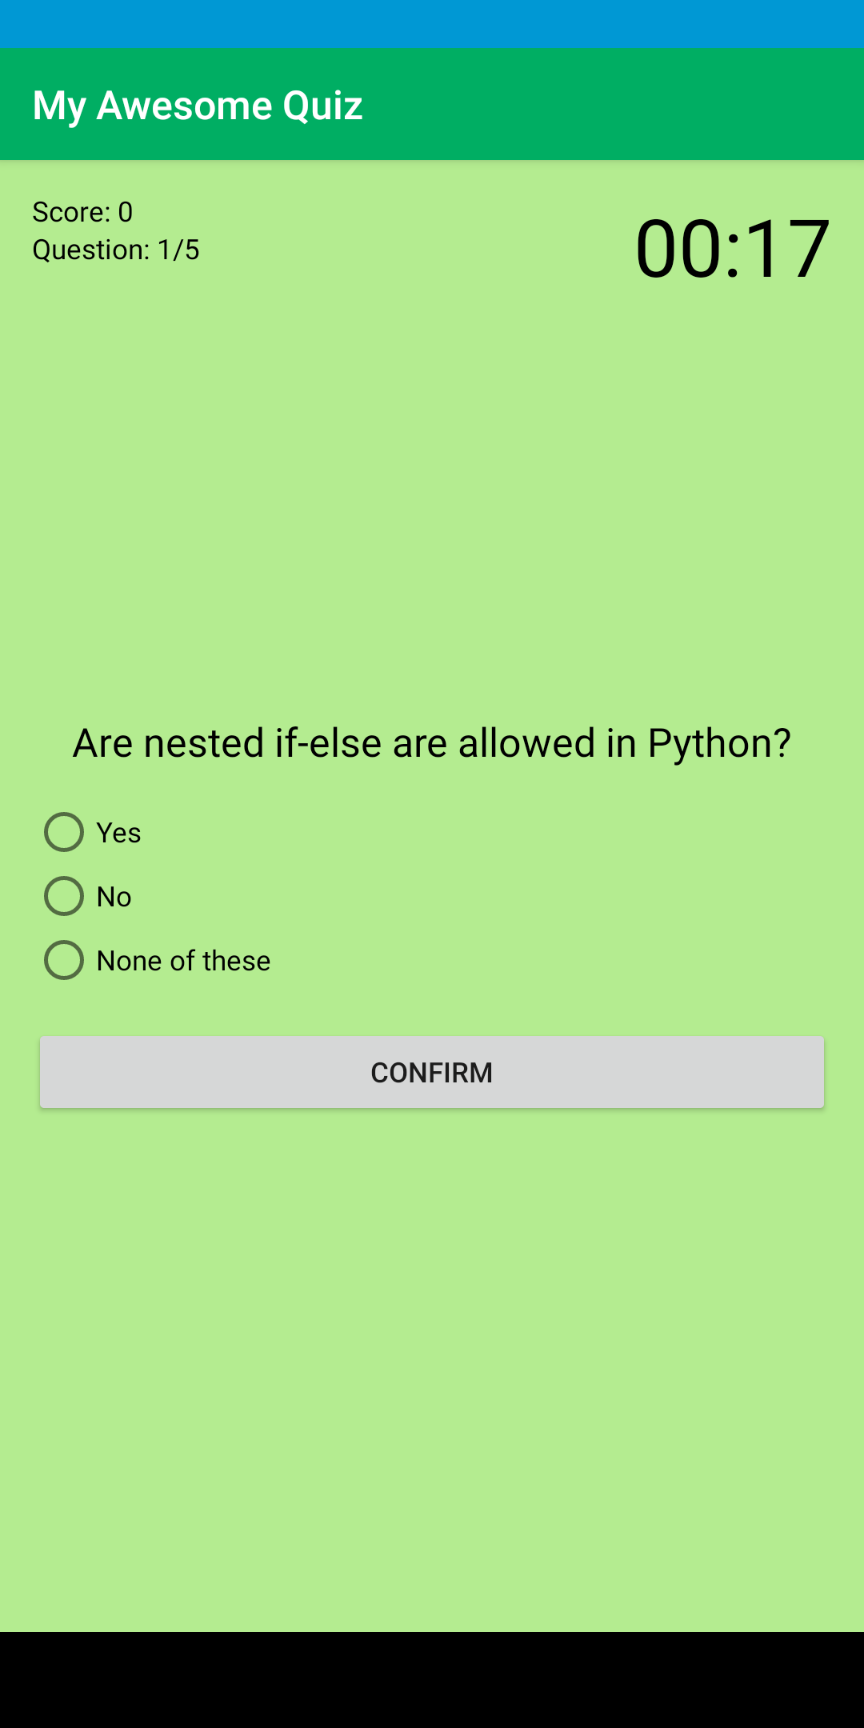 My Awesome Quiz
Score: 0
Question: 1/5
00:17
Are nested if-else are allowed in Python?
Yes
No
None of these
CONFIRM